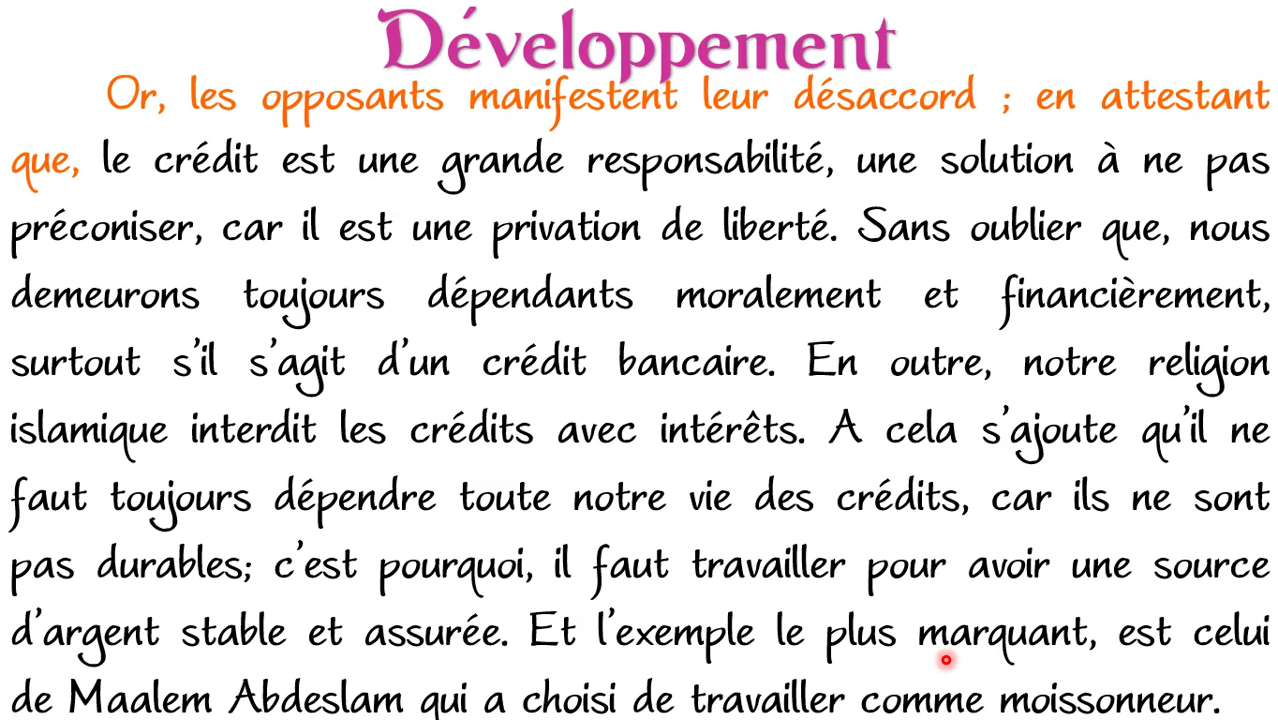 Développement
Or, les opposants manifestent leur désaccord ; en attestant
que, le crédit est une grande responsabilité, une solution à ne pas
préconiser, car il est une privation de liberté. Sans oublier que, nous
demeurons toujours dépendants moralement et financièrement,
surtout s'il s'agit d'un crédit bancaire. En outre, notre religion
islamique interdit les crédits avec intérêts. A cela s'ajoute qu'il ne
faut toujours dépendre toute notre vie des crédits, car ils ne sont
pas durables; c'est pourquoi, il faut travailler pour avoir une source
d'argent stable et assurée. Et l'exemple le plus marquant, est celui
de Maalem Abdeslam qui a choisi de travailler comme moissonneur.